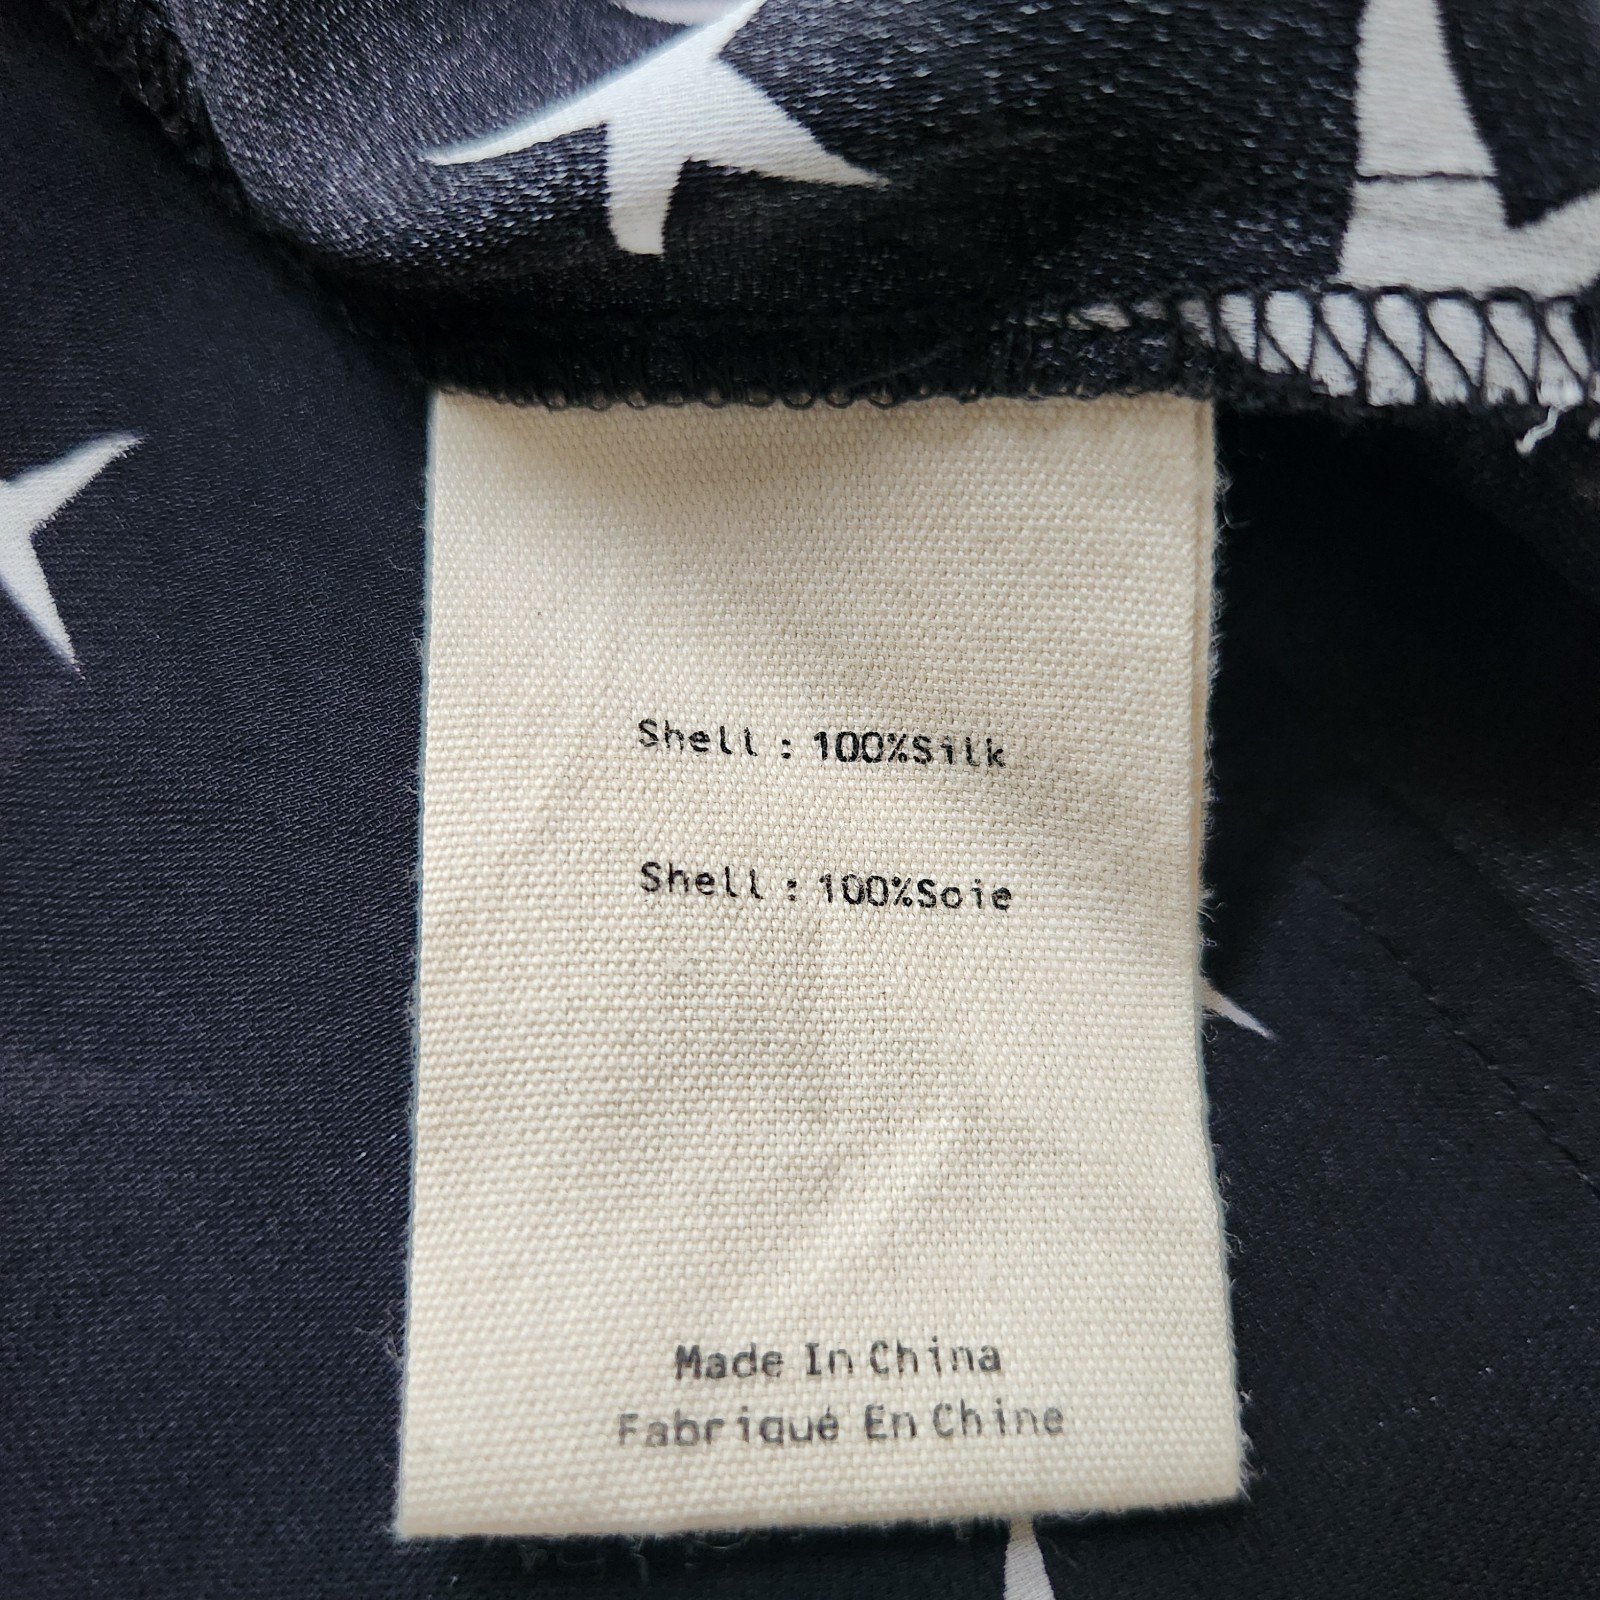 Shell : 100%Silk
Shell : 100%Soie
Made In China
Fabriqué En Chine